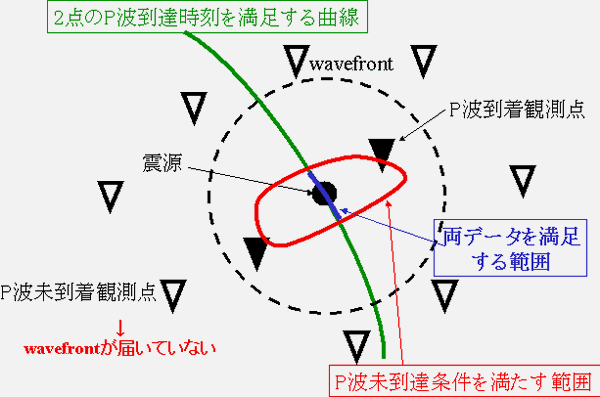 2点のP波到達時刻を満足する曲線
wavefront
P波到着観測点
震源
両データを満足
する範囲
P波未到着観測点
↓
wavefrontが届いていない
P波未到達条件を満たす範囲